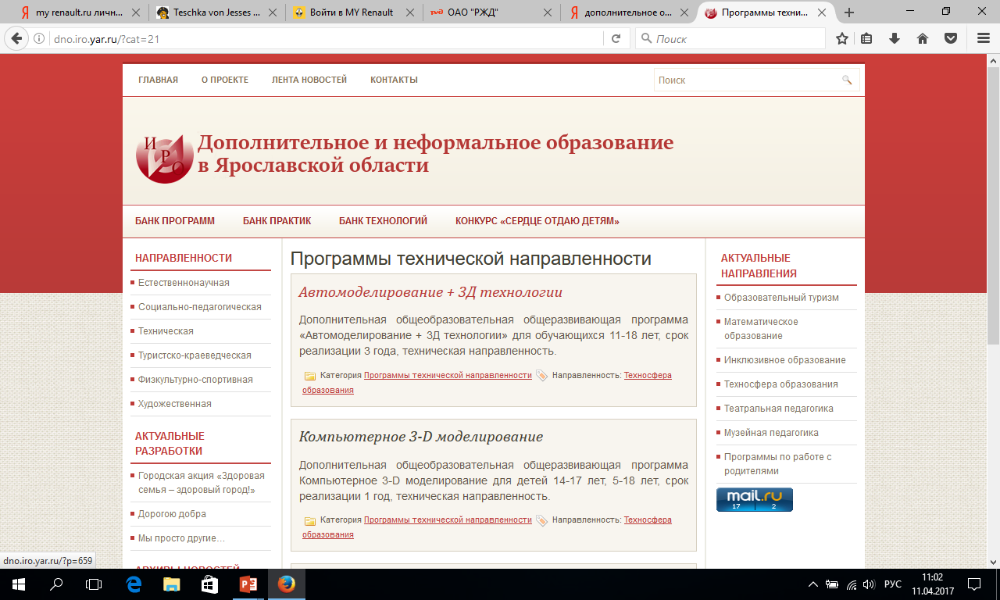 my renault.ru личн...
Teschka von Jesses ...
Войти в MY Renault
ОАО "РЖД"
дополнительное о...
Программы техни...
dno.iro.yar.ru/?cat=21
Поиск
ГЛАВНАЯ О ПРОЕКТЕ ЛЕНТА НОВОСТЕЙ КОНТАКТЫ
Поиск
ИРО
Дополнительное и неформальное образование
в Ярославской области
БАНК ПРОГРАММ БАНК ПРАКТИК БАНК ТЕХНОЛОГИЙ КОНКУРС «СЕРДЦЕ ОТДАЮ ДЕТЯМ»
НАПРАВЛЕННОСТИ
Естественнонаучная
Социально-педагогическая
Техническая
Туристско-краеведческая
Физкультурно-спортивная
Художественная
АКТУАЛЬНЫЕ
РАЗРАБОТКИ
Городская акция «Здоровая
семья – здоровый город!»
Дорогою добра
Мы просто другие...
АРХИВЫ НОВОСТЕЙ
Программы технической направленности
Автомоделирование + 3Д технологии
Дополнительная общеобразовательная общеразвивающая программа
«Автомоделирование + 3Д технологии» для обучающихся 11-18 лет, срок
реализации 3 года, техническая направленность.
Категория Программы технической направленности Направленность: Техносфера
образования
Компьютерное 3-D моделирование
Дополнительная общеобразовательная общеразвивающая программа
Компьютерное 3-D моделирование для детей 14-17 лет, 5-18 лет, срок
реализации 1 год, техническая направленность.
Категория Программы технической направленности Направленность: Техносфера
образования
АКТУАЛЬНЫЕ
НАПРАВЛЕНИЯ
Образовательный туризм
Математическое
образование
Инклюзивное образование
Техносфера образования
Театральная педагогика
Музейная педагогика
Программы по работе с
родителями
mail.ru
17 2
dno.iro.yar.ru/?p=659
РУС
11:02
11.04.2017